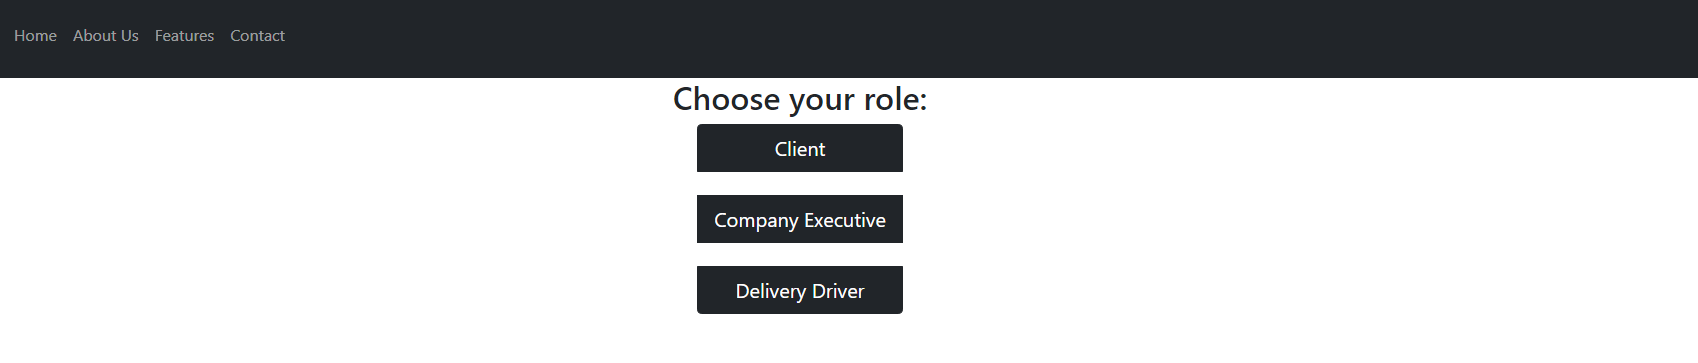 Home About Us Features Contact
Choose your role:
Client
Company Executive
Delivery Driver